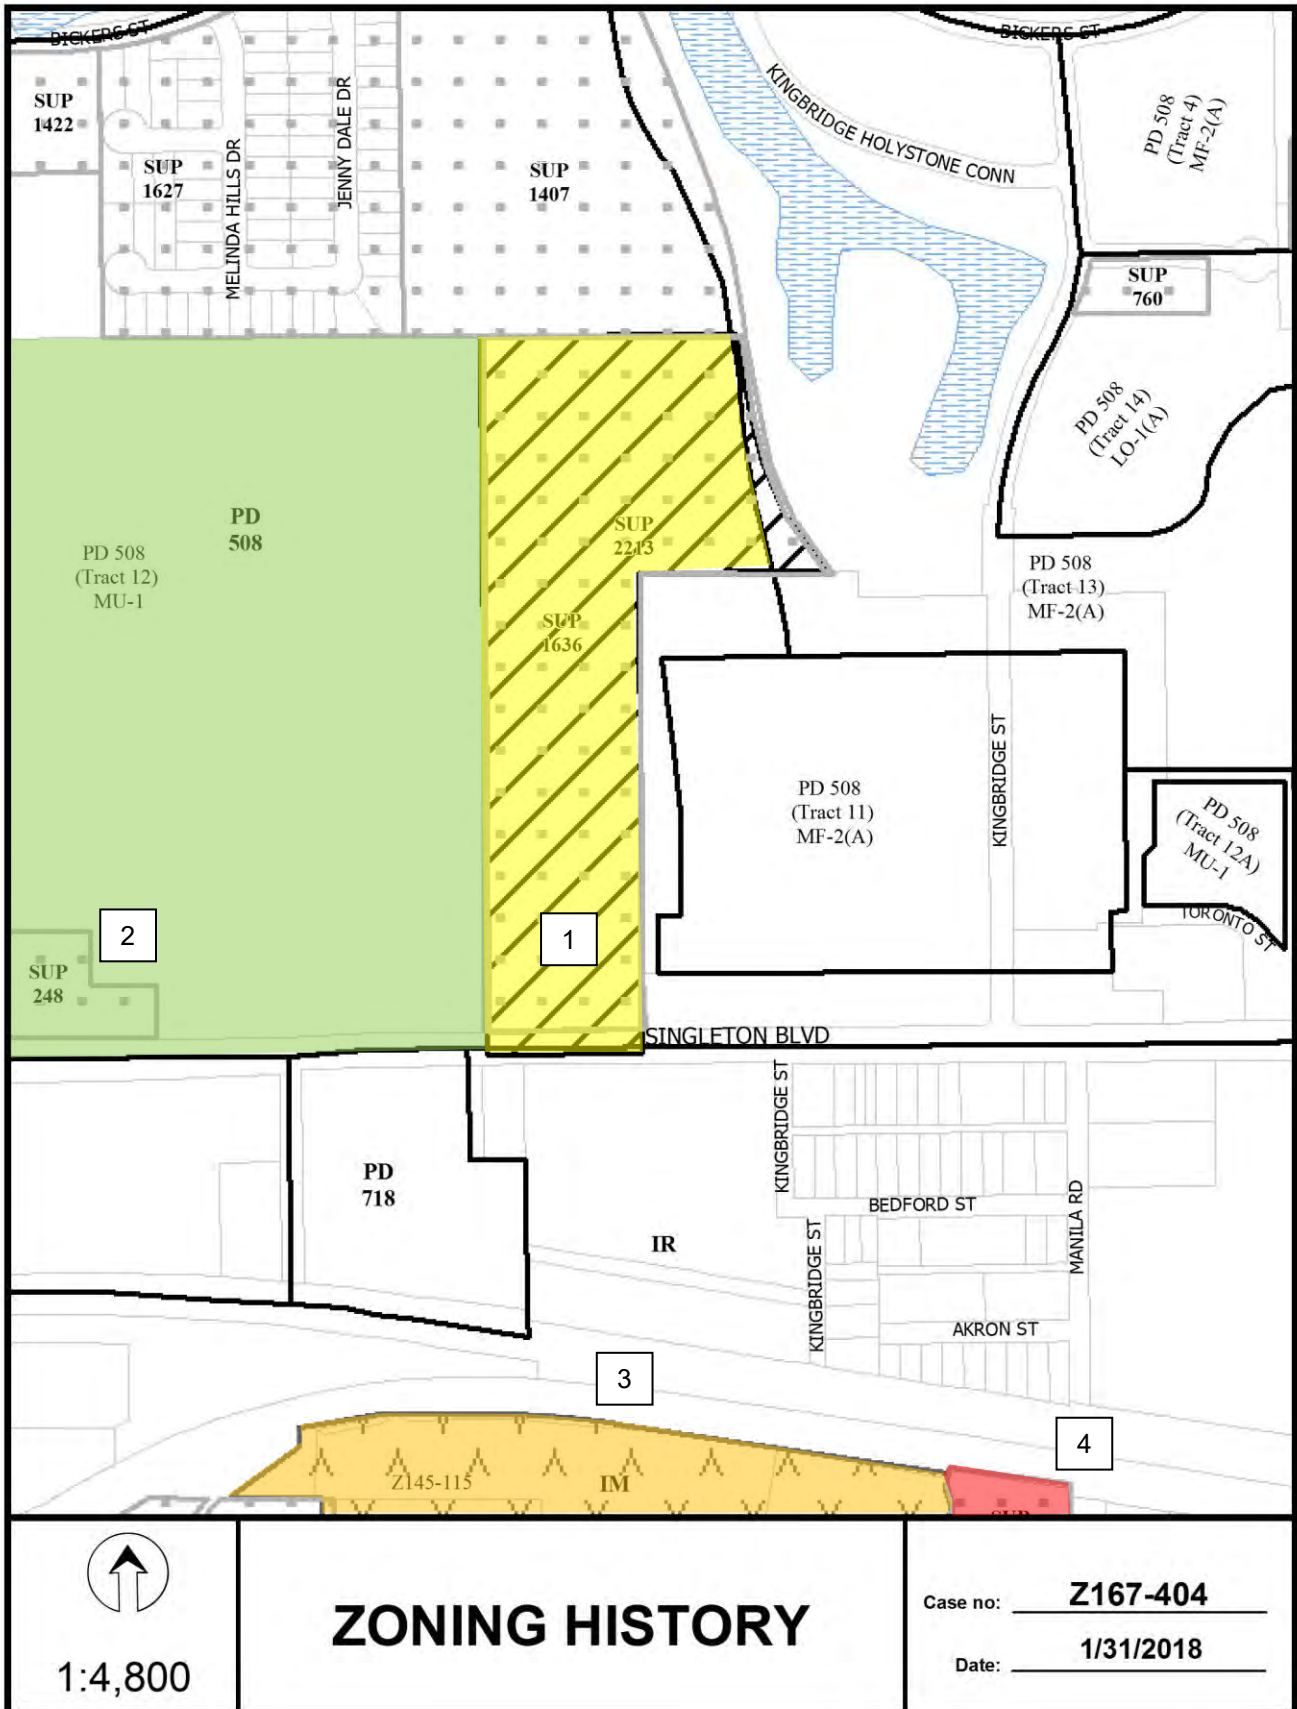 BICKERS ST
BICKERS ST
SUP
1422
SUP
1627
MELINDA HILLS DR
JENNY DALE DR
SUP
1407
KINGBRIDGE HOLYSTONE CONN
PD 508
(Tract 4)
MF-2(A)
SUP
760
PD 508
(Tract 14)
LO-1(A)
PD
508
PD 508
(Tract 12)
MU-1
SUP
2213
SUP
1636
PD 508
(Tract 13)
MF-2(A)
PD 508
(Tract 11)
MF-2(A)
KINGBRIDGE ST
PD 508
(Tract 12A)
MU-1
TORONTO ST
2
1
SUP
248
SINGLETON BLVD
KINGBRIDGE ST
PD
718
IR
BEDFORD ST
MANILA RD
KINGBRIDGE ST
AKRON ST
3
4
Z145-115
IM
SUP
1:4,800
ZONING HISTORY
Case no: Z167-404
Date: 1/31/2018